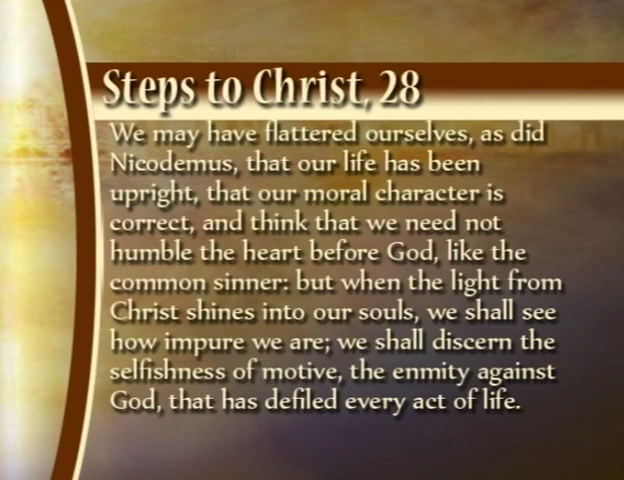 Steps to Christ, 28
We may have flattered ourselves, as did
Nicodemus, that our life has been
upright, that our moral character is
correct, and think that we need not
humble the heart before God, like the
common sinner: but when the light from
Christ shines into our souls, we shall see
how impure we are; we shall discern the
selfishness of motive, the enmity against
God, that has defiled every act of life.